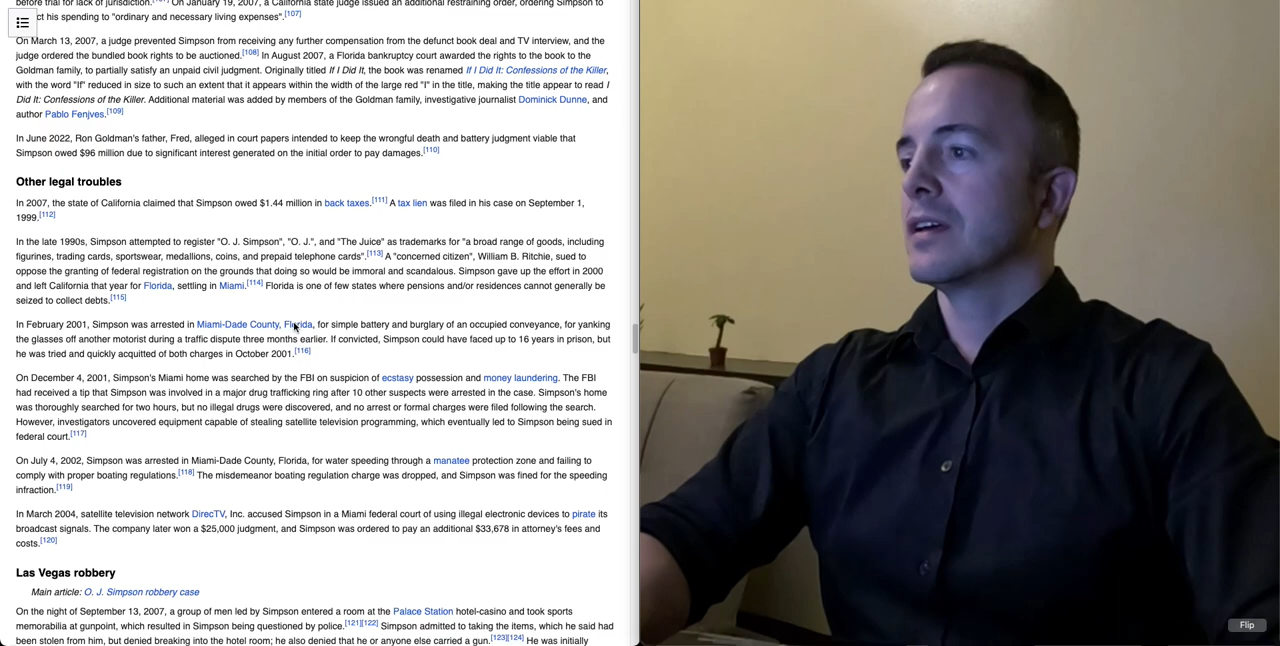 before trial for lack of jurisdiction. On January 19, 2007, a California state judge issued an additional restraining order, ordering Simpson to
ct his spending to "ordinary and necessary living expenses".[107]
On March 13, 2007, a judge prevented Simpson from receiving any further compensation from the defunct book deal and TV interview, and the
judge ordered the bundled book rights to be auctioned.[108] In August 2007, a Florida bankruptcy court awarded the rights to the book to the
Goldman family, to partially satisfy an unpaid civil judgment. Originally titled If I Did It, the book was renamed If I Did It: Confessions of the Killer,
with the word "If" reduced in size to such an extent that it appears within the width of the large red "I" in the title, making the title appear to read I
Did It: Confessions of the Killer. Additional material was added by members of the Goldman family, investigative journalist Dominick Dunne, and
author Pablo Fenjves.[109]
In June 2022, Ron Goldman's father, Fred, alleged in court papers intended to keep the wrongful death and battery judgment viable that
Simpson owed $96 million due to significant interest generated on the initial order to pay damages.[110]
Other legal troubles
In 2007, the state of California claimed that Simpson owed $1.44 million in back taxes.[111] A tax lien was filed in his case on September 1,
1999.[112]
In the late 1990s, Simpson attempted to register "O. J. Simpson", "O. J.", and "The Juice" as trademarks for "a broad range of goods, including
figurines, trading cards, sportswear, medallions, coins, and prepaid telephone cards".[113] A "concerned citizen", William B. Ritchie, sued to
oppose the granting of federal registration on the grounds that doing so would be immoral and scandalous. Simpson gave up the effort in 2000
and left California that year for Florida, settling in Miami.[114] Florida is one of few states where pensions and/or residences cannot generally be
seized to collect debts.[115]
In February 2001, Simpson was arrested in Miami-Dade County, Florida, for simple battery and burglary of an occupied conveyance, for yanking
the glasses off another motorist during a traffic dispute three months earlier. If convicted, Simpson could have faced up to 16 years in prison, but
he was tried and quickly acquitted of both charges in October 2001.[116]
On December 4, 2001, Simpson's Miami home was searched by the FBI on suspicion of ecstasy possession and money laundering. The FBI
had received a tip that Simpson was involved in a major drug trafficking ring after 10 other suspects were arrested in the case. Simpson's home
was thoroughly searched for two hours, but no illegal drugs were discovered, and no arrest or formal charges were filed following the search.
However, investigators uncovered equipment capable of stealing satellite television programming, which eventually led to Simpson being sued in
federal court.[117]
On July 4, 2002, Simpson was arrested in Miami-Dade County, Florida, for water speeding through a manatee protection zone and failing to
comply with proper boating regulations.[118] The misdemeanor boating regulation charge was dropped, and Simpson was fined for the speeding
infraction.[119]
In March 2004, satellite television network DirecTV, Inc. accused Simpson in a Miami federal court of using illegal electronic devices to pirate its
broadcast signals. The company later won a $25,000 judgment, and Simpson was ordered to pay an additional $33,678 in attorney's fees and
costs.[120]
Las Vegas robbery
Main article: O. J. Simpson robbery case
On the night of September 13, 2007, a group of men led by Simpson entered a room at the Palace Station hotel-casino and took sports
memorabilia at gunpoint, which resulted in Simpson being questioned by police.[121][122] Simpson admitted to taking the items, which he said had
been stolen from him, but denied breaking into the hotel room; he also denied that he or anyone else carried a gun.[123][124] He was initially
Flip